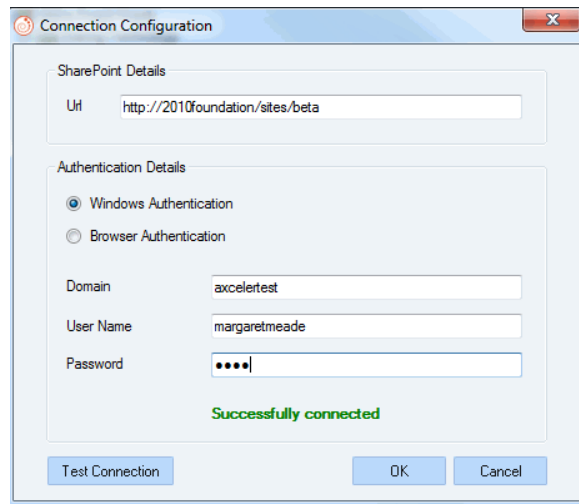 Connection Configuration
SharePoint Details
Url http://2010foundation/sites/beta
Authentication Details
Windows Authentication
Browser Authentication
Domain axcelertest
User Name margaretmeade
Password ●●●●
Successfully connected
Test Connection OK Cancel